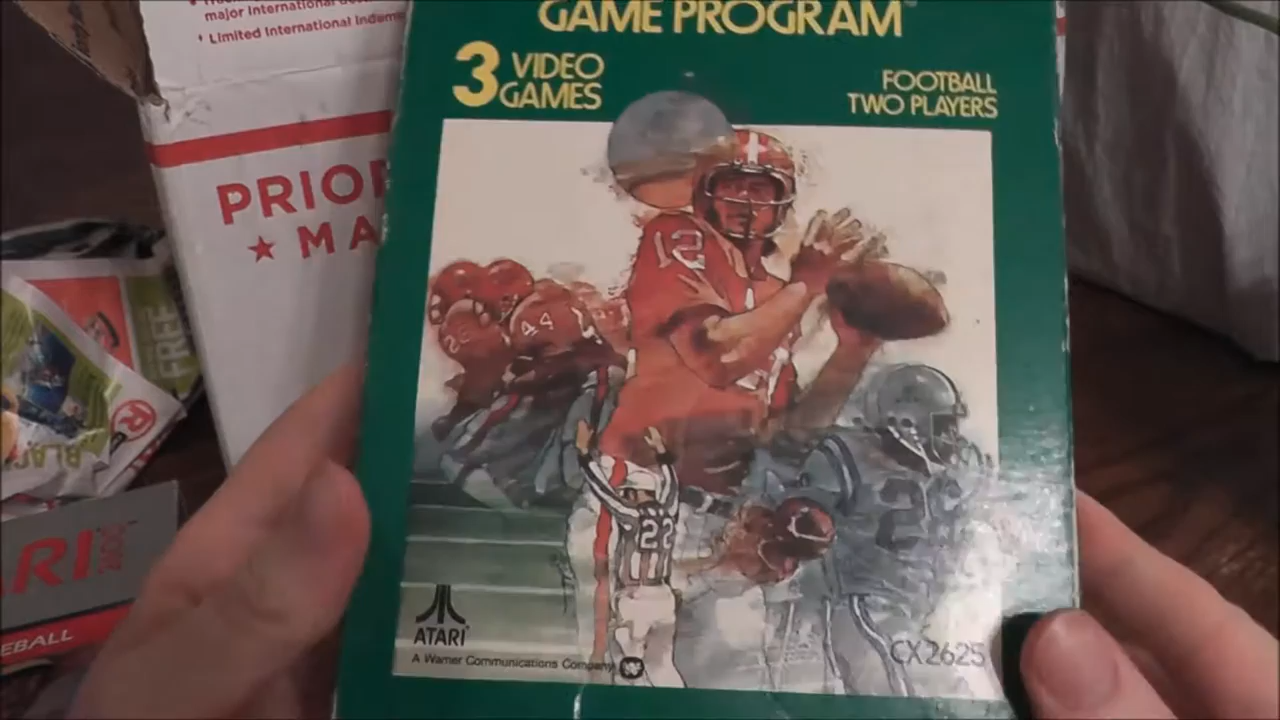 major International
Limited International Indem
GAME PROGRAM
3 VIDEO
GAMES
FOOTBALL
TWO PLAYERS
PRIOR
★ MA
12
44
22
FREE
ARI 2600
EBALL
ATARI
A Warner Communications Company
CX2625